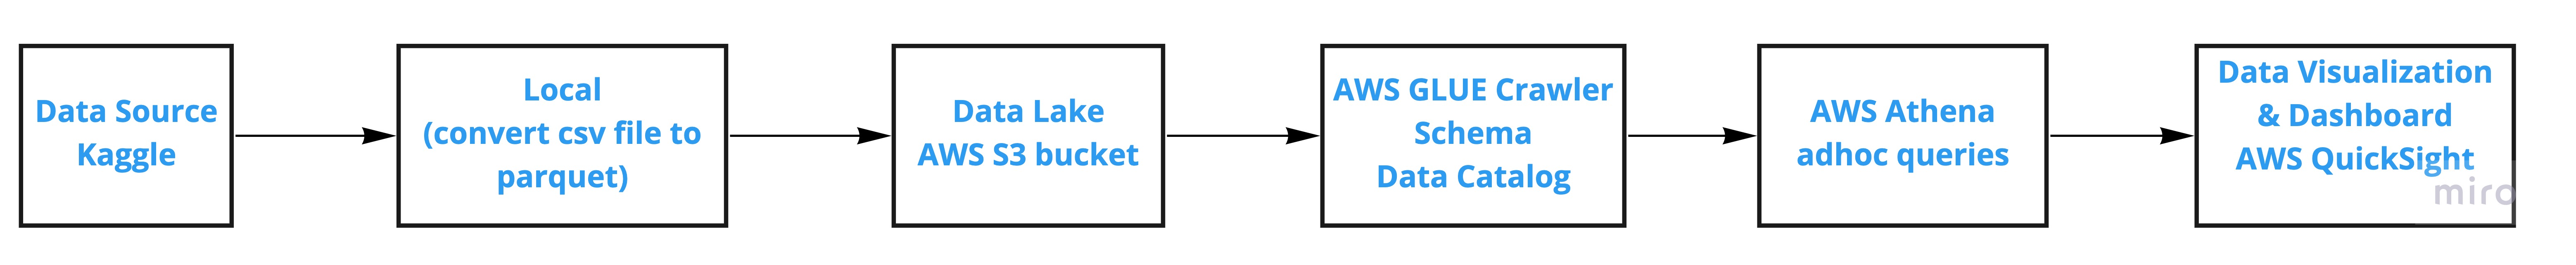 Data Source
Kaggle
Local
(convert csv file to
parquet)
Data Lake
AWS S3 bucket
AWS GLUE Crawler
Schema
Data Catalog
AWS Athena
adhoc queries
Data Visualization
& Dashboard
AWS QuickSight
miro